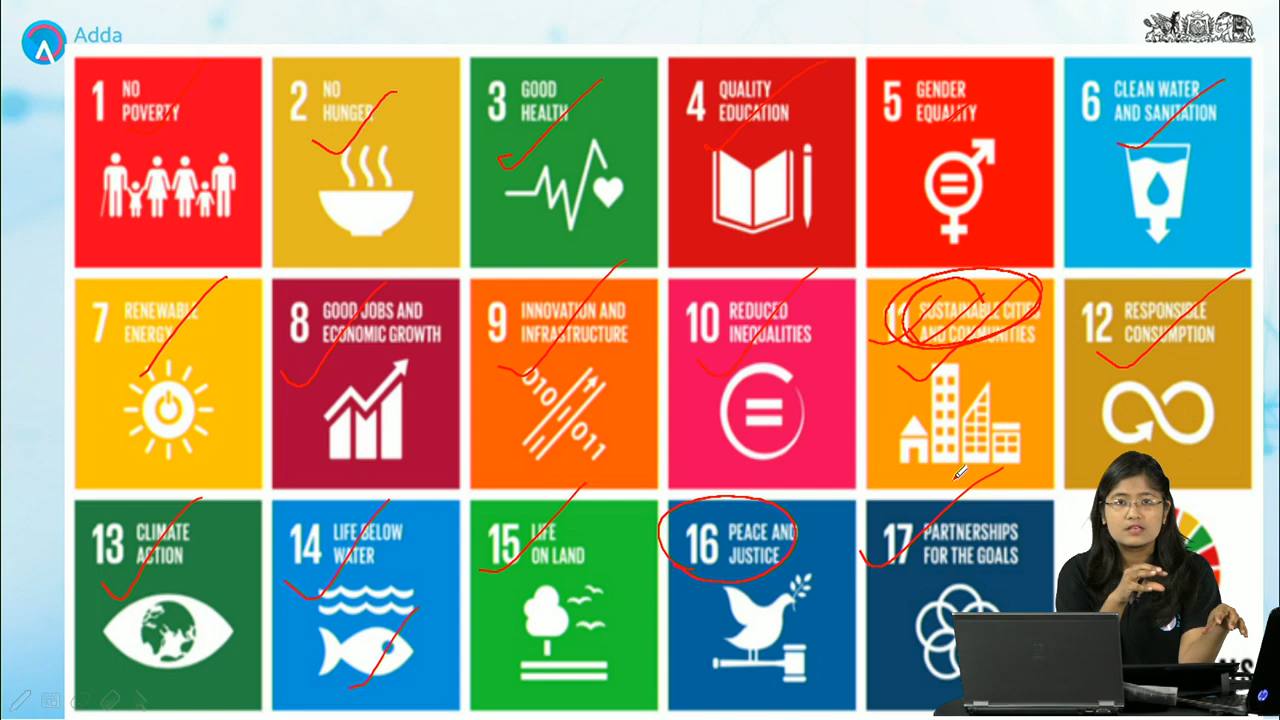 Adda
1 NO
POVERTY
2 NO
HUNGER
3 GOOD
HEALTH
4 QUALITY
EDUCATION
5 GENDER
EQUALITY
6 CLEAN WATER
AND SANITATION
7 RENEWABLE
ENERGY
8 GOOD JOBS AND
ECONOMIC GROWTH
9 INNOVATION AND
INFRASTRUCTURE
010
011
10 REDUCED
INEQUALITIES
11 SUSTAINABLE CITIES
AND COMMUNITIES
12 RESPONSIBLE
CONSUMPTION
13 CLIMATE
ACTION
14 LIFE BELOW
WATER
15 LIFE
ON LAND
16 PEACE AND
JUSTICE
17 PARTNERSHIPS
FOR THE GOALS